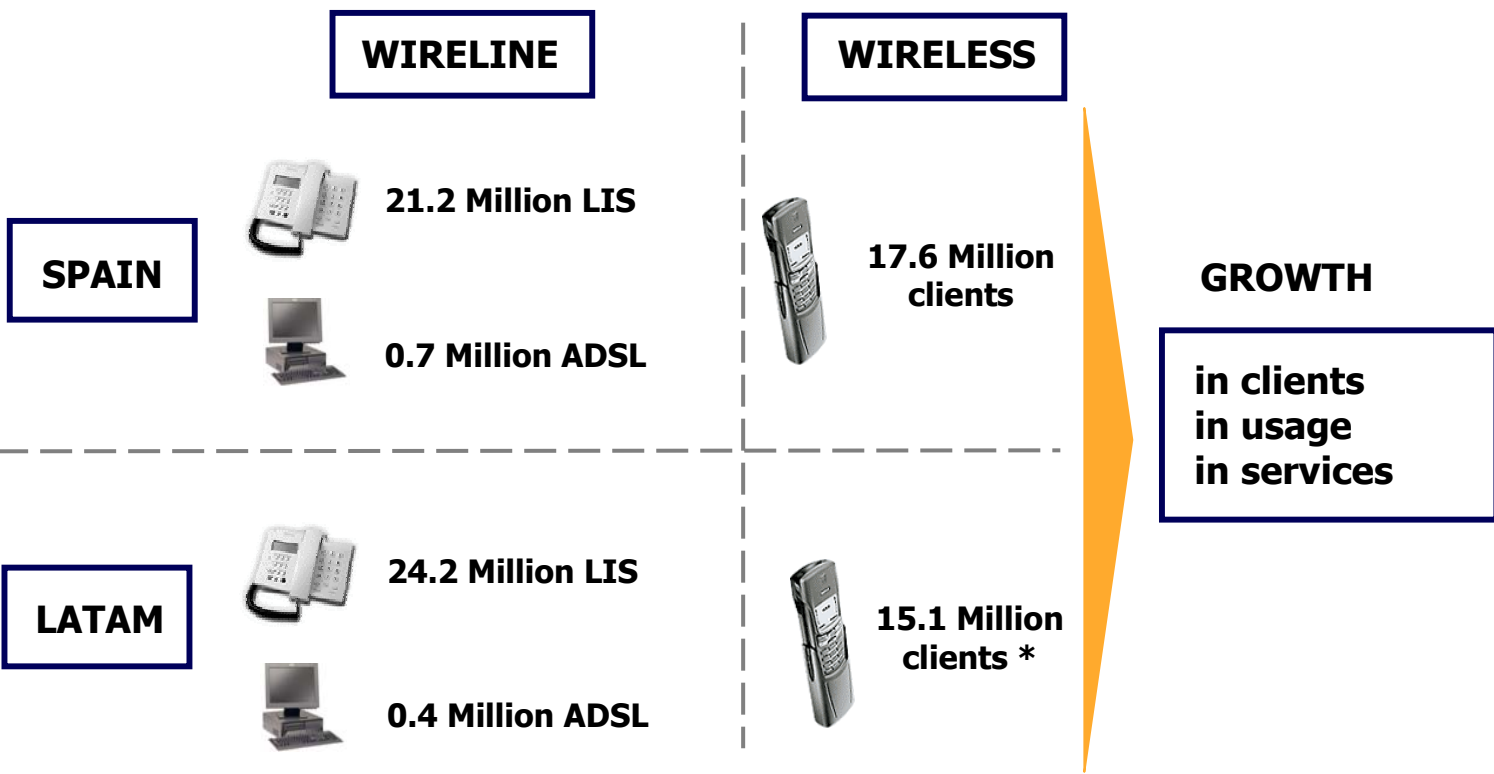 WIRELINE
WIRELESS
SPAIN
21.2 Million LIS
0.7 Million ADSL
17.6 Million
clients
LATAM
24.2 Million LIS
0.4 Million ADSL
15.1 Million
clients *
GROWTH
in clients
in usage
in services